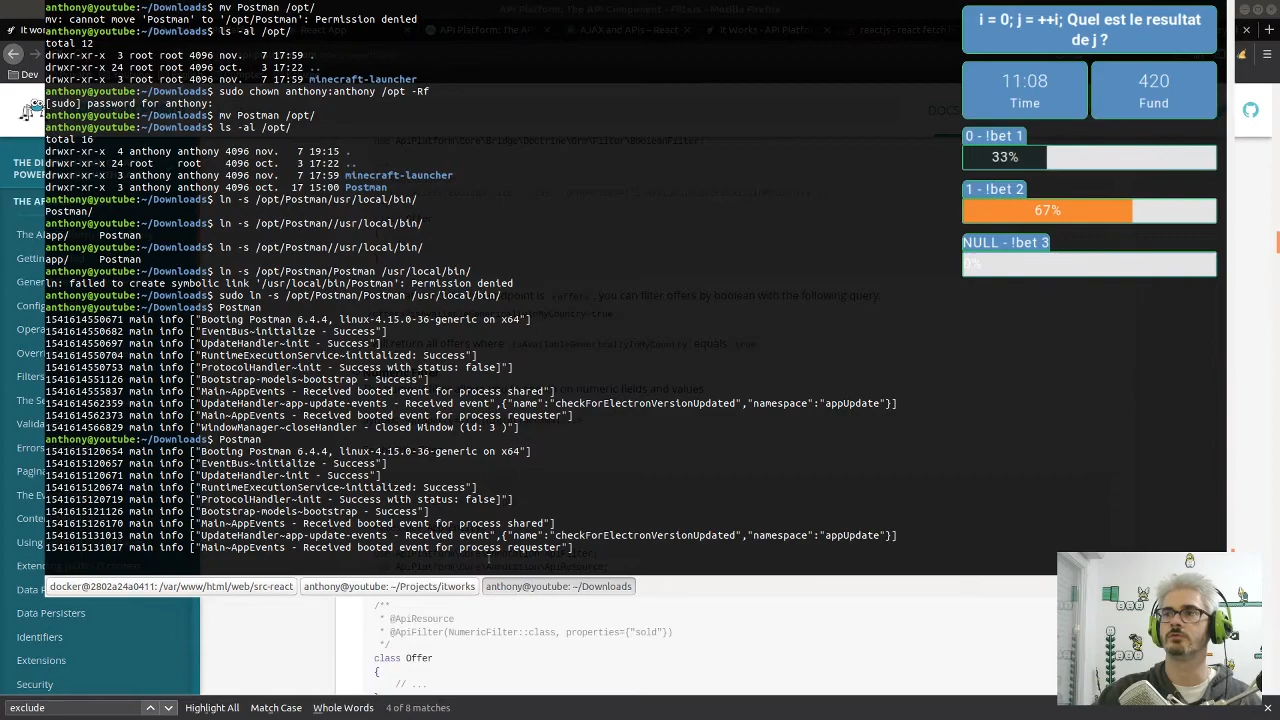 anthony@youtube:~/Downloads$ mv Postman /opt/
mv: cannot move 'Postman' to '/opt/Postman': Permission denied
anthony@youtube:~/Downloads$ ls -al /opt/
total 12
drwxr-xr-x  3 root root 4096 nov.   7 17:59 .
drwxr-xr-x 24 root root 4096 oct.   3 17:22 ..
drwxr-xr-x  3 root root 4096 nov.   7 17:59 minecraft-launcher
anthony@youtube:~/Downloads$ sudo chown anthony:anthony /opt -Rf
[sudo] password for anthony:
anthony@youtube:~/Downloads$ mv Postman /opt/
anthony@youtube:~/Downloads$ ls -al /opt/
total 16
drwxr-xr-x  4 anthony anthony 4096 nov.   7 19:15 .
drwxr-xr-x 24 root    root    4096 oct.   3 17:22 ..
drwxr-xr-x  3 anthony anthony 4096 nov.   7 17:59 minecraft-launcher
drwxr-xr-x  3 anthony anthony 4096 oct.  17 15:00 Postman
anthony@youtube:~/Downloads$ ln -s /opt/Postman/usr/local/bin/
Postman/
anthony@youtube:~/Downloads$ ln -s /opt/Postman//usr/local/bin/
app/     Postman
anthony@youtube:~/Downloads$ ln -s /opt/Postman//usr/local/bin/
app/     Postman
anthony@youtube:~/Downloads$ ln -s /opt/Postman/Postman /usr/local/bin/
ln: failed to create symbolic link '/usr/local/bin/Postman': Permission denied
anthony@youtube:~/Downloads$ sudo ln -s /opt/Postman/Postman /usr/local/bin/
anthony@youtube:~/Downloads$ Postman
1541614550671 main info ["Booting Postman 6.4.4, linux-4.15.0-36-generic on x64"]
1541614550682 main info ["EventBus~initialize - Success"]
1541614550697 main info ["UpdateHandler~init - Success"]
1541614550704 main info ["RuntimeExecutionService~initialized: Success"]
1541614550753 main info ["ProtocolHandler~init - Success with status: false]"]
1541614551126 main info ["Bootstrap-models~bootstrap - Success"]
1541614555837 main info ["Main~AppEvents - Received booted event for process shared"]
1541614562359 main info ["UpdateHandler~app-update-events - Received event",{"name":"checkForElectronVersionUpdated","namespace":"appUpdate"}]
1541614562373 main info ["Main~AppEvents - Received booted event for process requester"]
1541614566829 main info ["WindowManager~closeHandler - Closed Window (id: 3 )"]
anthony@youtube:~/Downloads$ Postman
1541615120654 main info ["Booting Postman 6.4.4, linux-4.15.0-36-generic on x64"]
1541615120657 main info ["EventBus~initialize - Success"]
1541615120671 main info ["UpdateHandler~init - Success"]
1541615120674 main info ["RuntimeExecutionService~initialized: Success"]
1541615120719 main info ["ProtocolHandler~init - Success with status: false]"]
1541615121126 main info ["Bootstrap-models~bootstrap - Success"]
1541615126170 main info ["Main~AppEvents - Received booted event for process shared"]
1541615131013 main info ["UpdateHandler~app-update-events - Received event",{"name":"checkForElectronVersionUpdated","namespace":"appUpdate"}]
1541615131017 main info ["Main~AppEvents - Received booted event for process requester"]
docker@2802a24a0411: /var/www/html/web/src-react
anthony@youtube: ~/Projects/itworks
anthony@youtube: ~/Downloads
i = 0; j = ++i; Quel est le resultat
de j ?
11:08
Time
420
Fund
0 - !bet 1
33%
1 - !bet 2
67%
NULL - !bet 3
0%
Dev
THE DI
POWE
THE A
The A
Getti
Gene
Confi
Opera
Overr
Filter
The Se
Valida
Errors
Pagin
The Ev
Conte
Using
Data Persisters
Identifiers
Extensions
Security
/**
* @ApiResource
* @ApiFilter(NumericFilter::class, properties={"sold"})
*/
class Offer
{
// ...
exclude
Highlight All
Match Case
Whole Words
4 of 8 matches